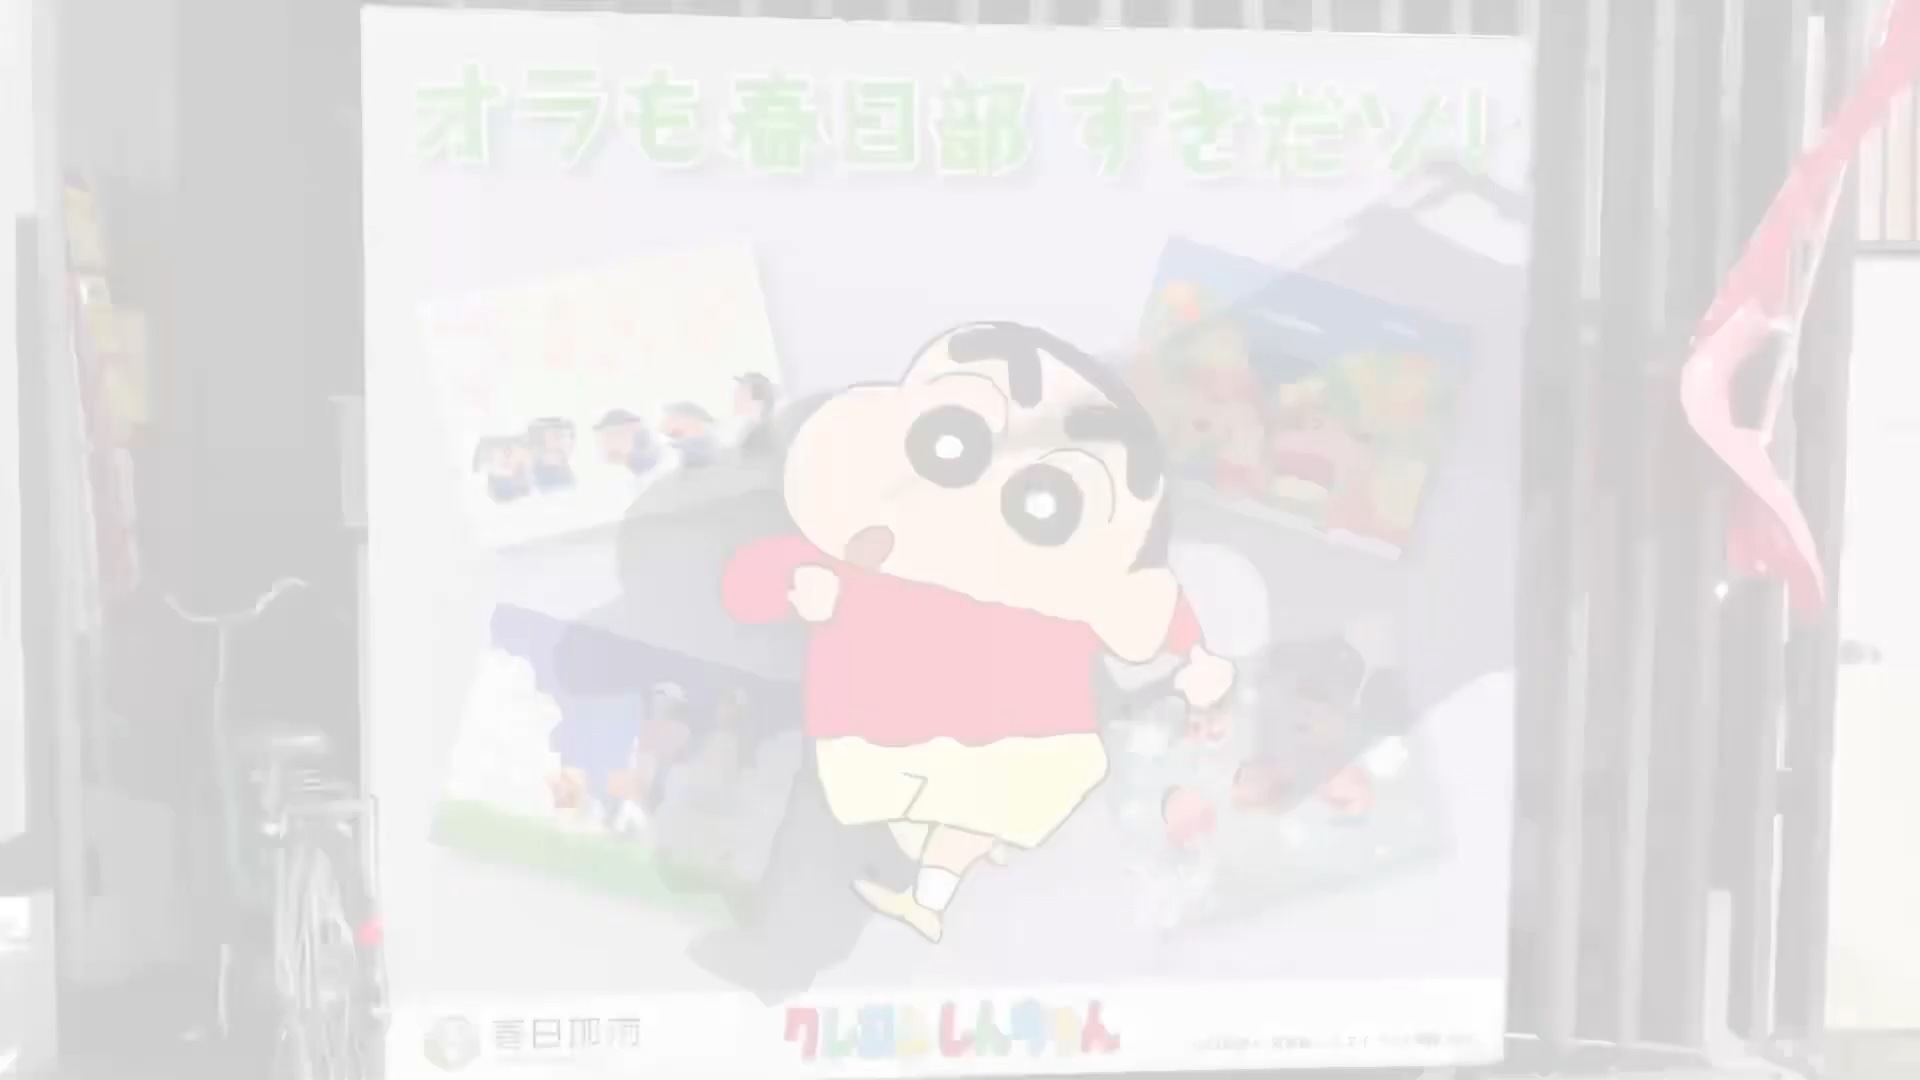 オラも春日部 すきだゾ!
春日部市
クレヨンしんちゃん